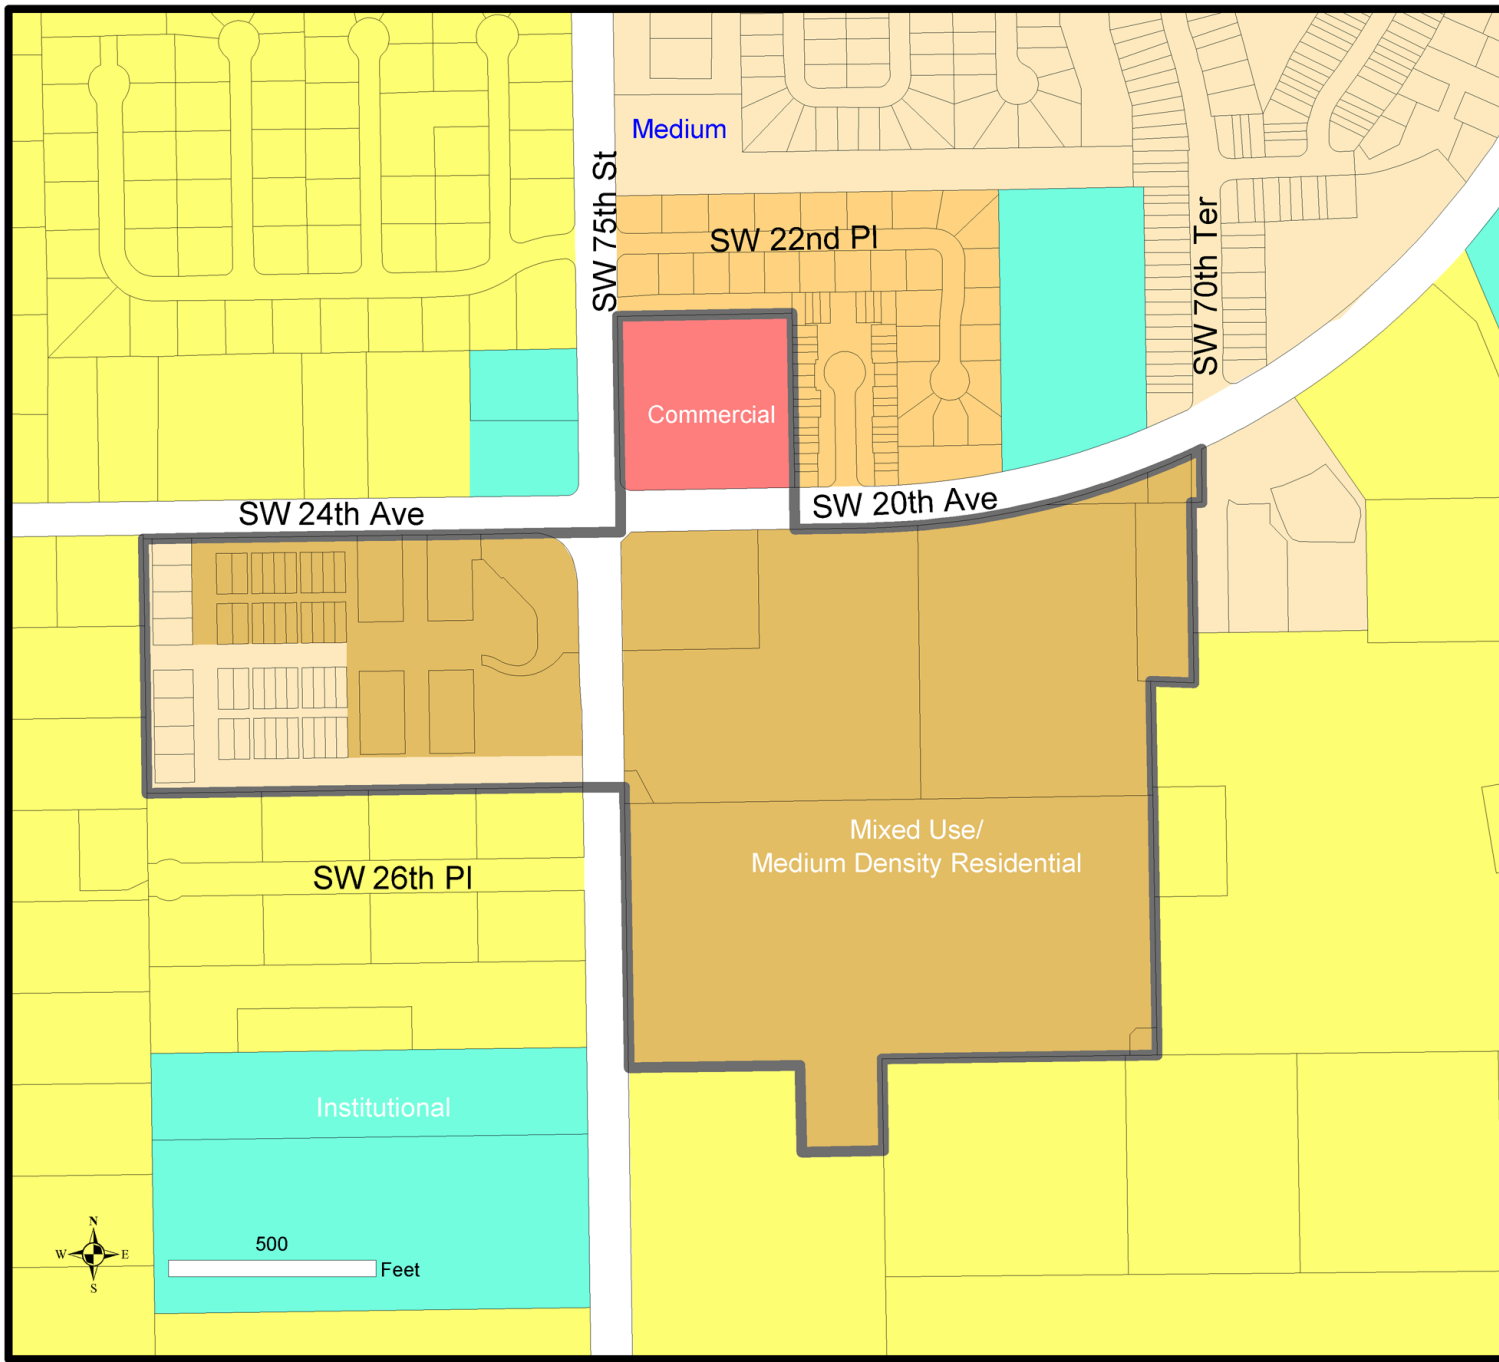 Medium
SW 75th St
SW 22nd Pl
SW 70th Ter
Commercial
SW 24th Ave
SW 20th Ave
Mixed Use/
Medium Density Residential
SW 26th Pl
Institutional
N
W E
S
500
Feet